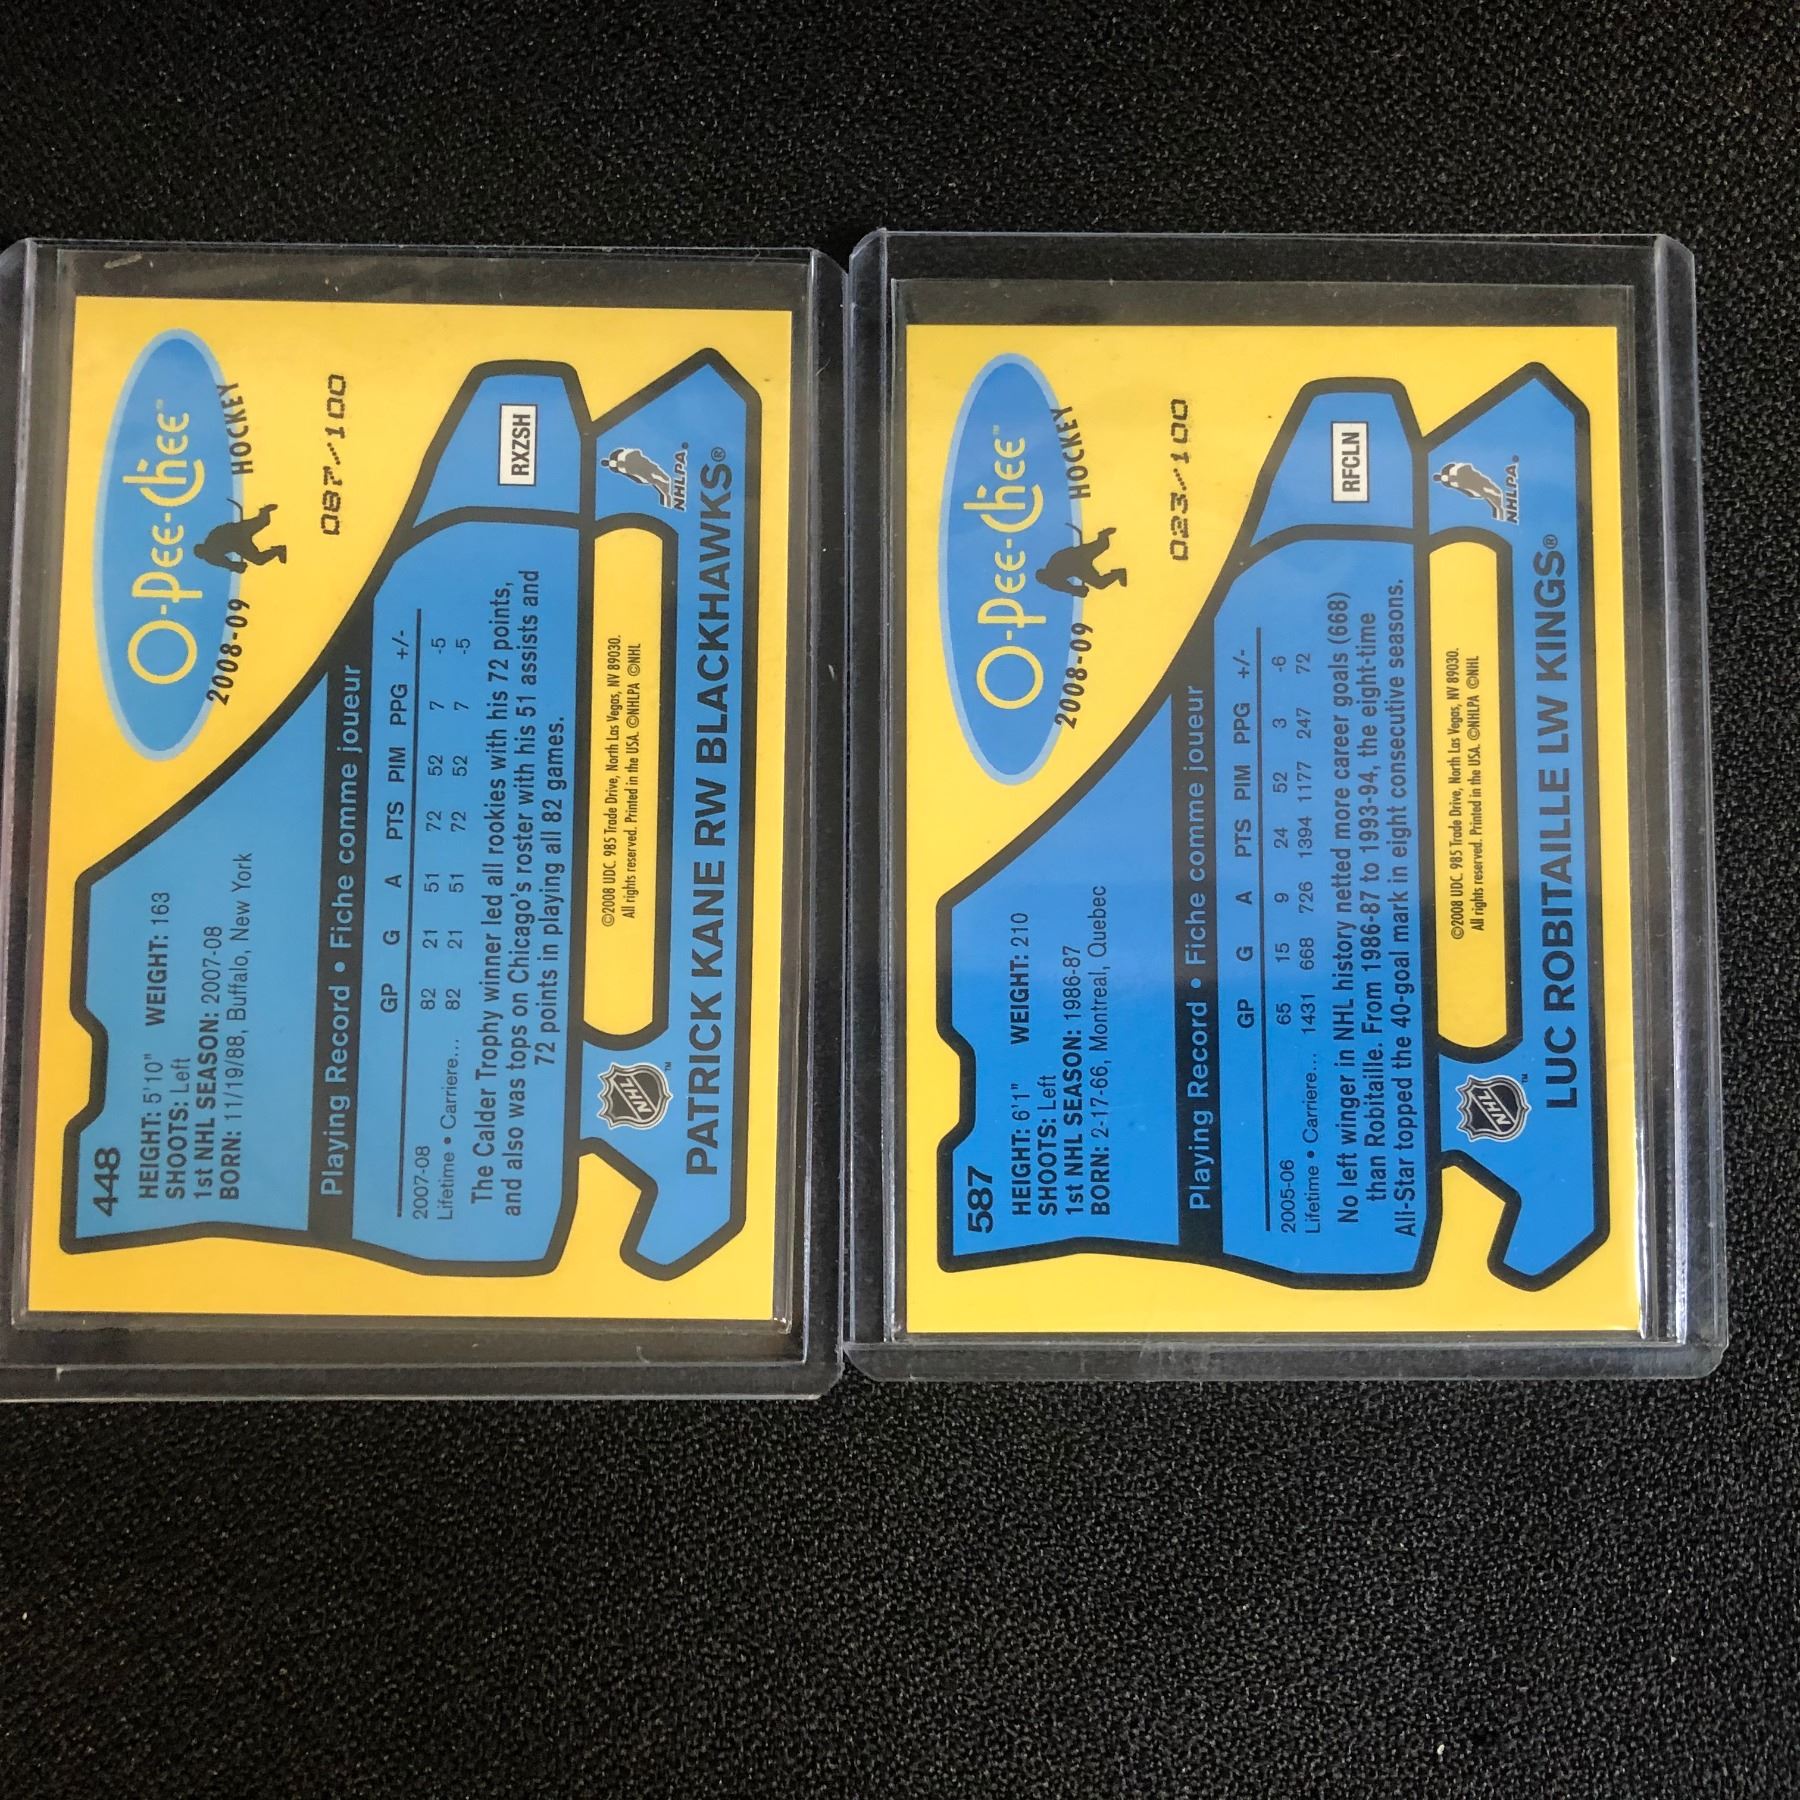 448
O-Pee-Chee™
2008-09 HOCKEY
HEIGHT: 5'10" WEIGHT: 163
SHOOTS: Left
1st NHL SEASON: 2007-08
BORN: 11/19/88, Buffalo, New York
087/100
Playing Record • Fiche comme joueur
GP G A PTS PIM PPG +/-
2007-08 82 21 51 72 52 7 -5
Lifetime • Carriere... 82 21 51 72 52 7 -5
The Calder Trophy winner led all rookies with his 72 points,
and also was tops on Chicago's roster with his 51 assists and
72 points in playing all 82 games.
RXZSH
©2008 UDC. 985 Trade Drive, North Las Vegas, NV 89030.
All rights reserved. Printed in the USA. ©NHLPA ©NHL
NHL
NHLPA®
PATRICK KANE RW BLACKHAWKS®
587
O-Pee-Chee™
2008-09 HOCKEY
HEIGHT: 6'1" WEIGHT: 210
SHOOTS: Left
1st NHL SEASON: 1986-87
BORN: 2-17-66, Montreal, Quebec
023/100
Playing Record • Fiche comme joueur
GP G A PTS PIM PPG +/-
2005-06 65 15 9 24 52 3 -6
Lifetime • Carriere... 1431 668 726 1394 1177 247 72
No left winger in NHL history netted more career goals (668)
than Robitaille. From 1986-87 to 1993-94, the eight-time
All-Star topped the 40-goal mark in eight consecutive seasons.
RFCLN
©2008 UDC. 985 Trade Drive, North Las Vegas, NV 89030.
All rights reserved. Printed in the USA. ©NHLPA ©NHL
NHL™
NHLPA®
LUC ROBITAILLE LW KINGS®